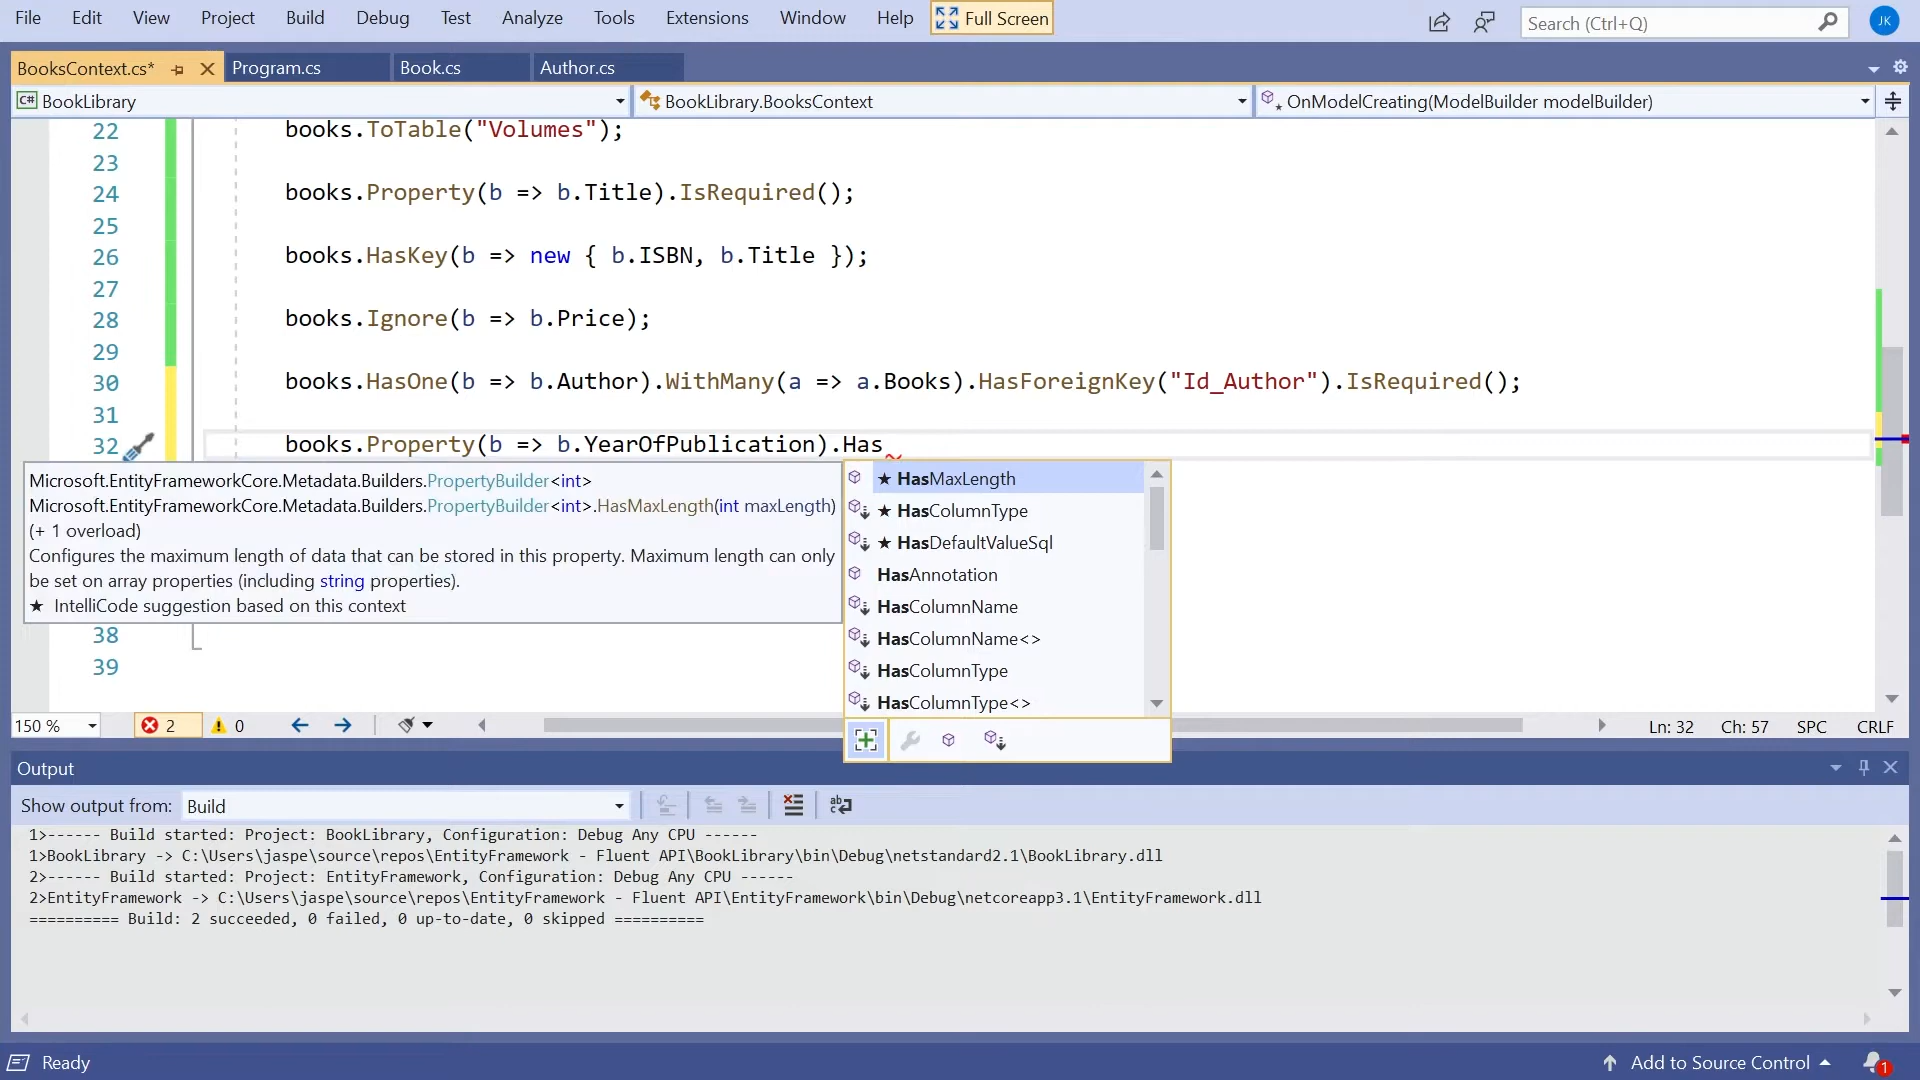 File Edit View Project Build Debug Test Analyze Tools Extensions Window Help Full Screen Search (Ctrl+Q) JK
BooksContext.cs* Program.cs Book.cs Author.cs
C# BookLibrary BookLibrary.BooksContext OnModelCreating(ModelBuilder modelBuilder)
22 books.ToTable("Volumes");
23
24 books.Property(b => b.Title).IsRequired();
25
26 books.HasKey(b => new { b.ISBN, b.Title });
27
28 books.Ignore(b => b.Price);
29
30 books.HasOne(b => b.Author).WithMany(a => a.Books).HasForeignKey("Id_Author").IsRequired();
31
32 books.Property(b => b.YearOfPublication).Has
Microsoft.EntityFrameworkCore.Metadata.Builders.PropertyBuilder<int>
Microsoft.EntityFrameworkCore.Metadata.Builders.PropertyBuilder<int>.HasMaxLength(int maxLength)
(+ 1 overload)
Configures the maximum length of data that can be stored in this property. Maximum length can only
be set on array properties (including string properties).
★ IntelliCode suggestion based on this context
★ HasMaxLength
★ HasColumnType
★ HasDefaultValueSql
HasAnnotation
HasColumnName
HasColumnName<>
HasColumnType
HasColumnType<>
38
39
150 % 2 0 Ln: 32 Ch: 57 SPC CRLF
Output
Show output from: Build
1>------ Build started: Project: BookLibrary, Configuration: Debug Any CPU ------
1>BookLibrary -> C:\Users\jaspe\source\repos\EntityFramework - Fluent API\BookLibrary\bin\Debug\netstandard2.1\BookLibrary.dll
2>------ Build started: Project: EntityFramework, Configuration: Debug Any CPU ------
2>EntityFramework -> C:\Users\jaspe\source\repos\EntityFramework - Fluent API\EntityFramework\bin\Debug\netcoreapp3.1\EntityFramework.dll
========== Build: 2 succeeded, 0 failed, 0 up-to-date, 0 skipped ==========
Ready Add to Source Control 1